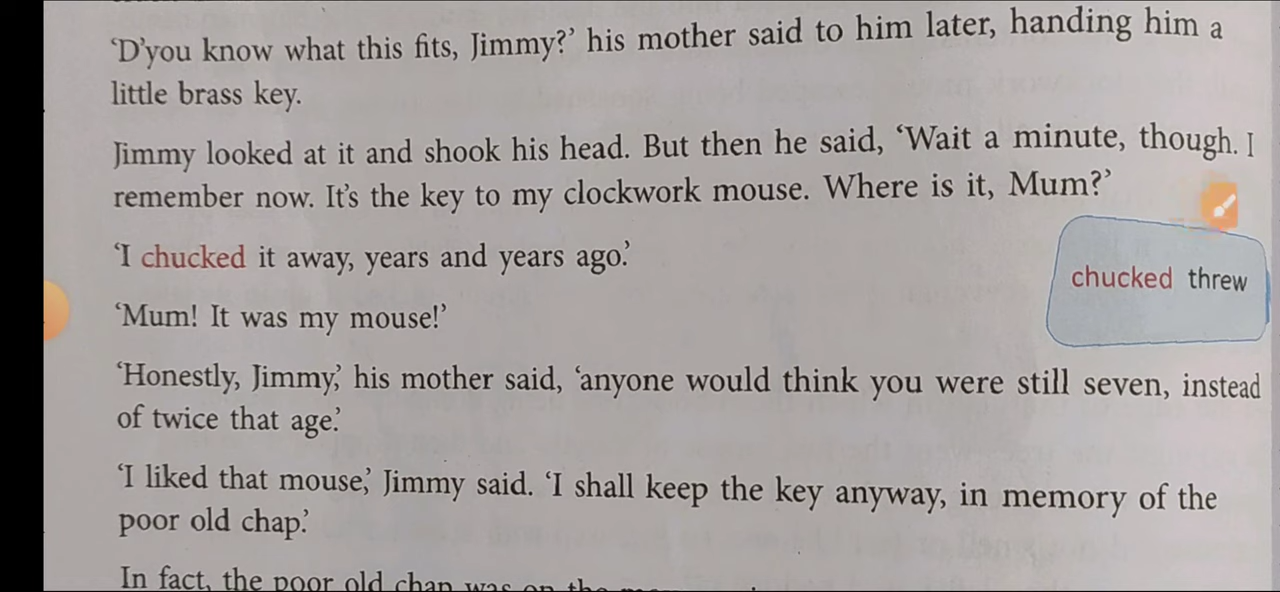 ‘D’you know what this fits, Jimmy?’ his mother said to him later, handing him a
little brass key.
Jimmy looked at it and shook his head. But then he said, ‘Wait a minute, though. I
remember now. It’s the key to my clockwork mouse. Where is it, Mum?’
‘I chucked it away, years and years ago.’
chucked threw
‘Mum! It was my mouse!’
‘Honestly, Jimmy,’ his mother said, ‘anyone would think you were still seven, instead
of twice that age.’
‘I liked that mouse,’ Jimmy said. ‘I shall keep the key anyway, in memory of the
poor old chap.’
In fact, the poor old chap was on the